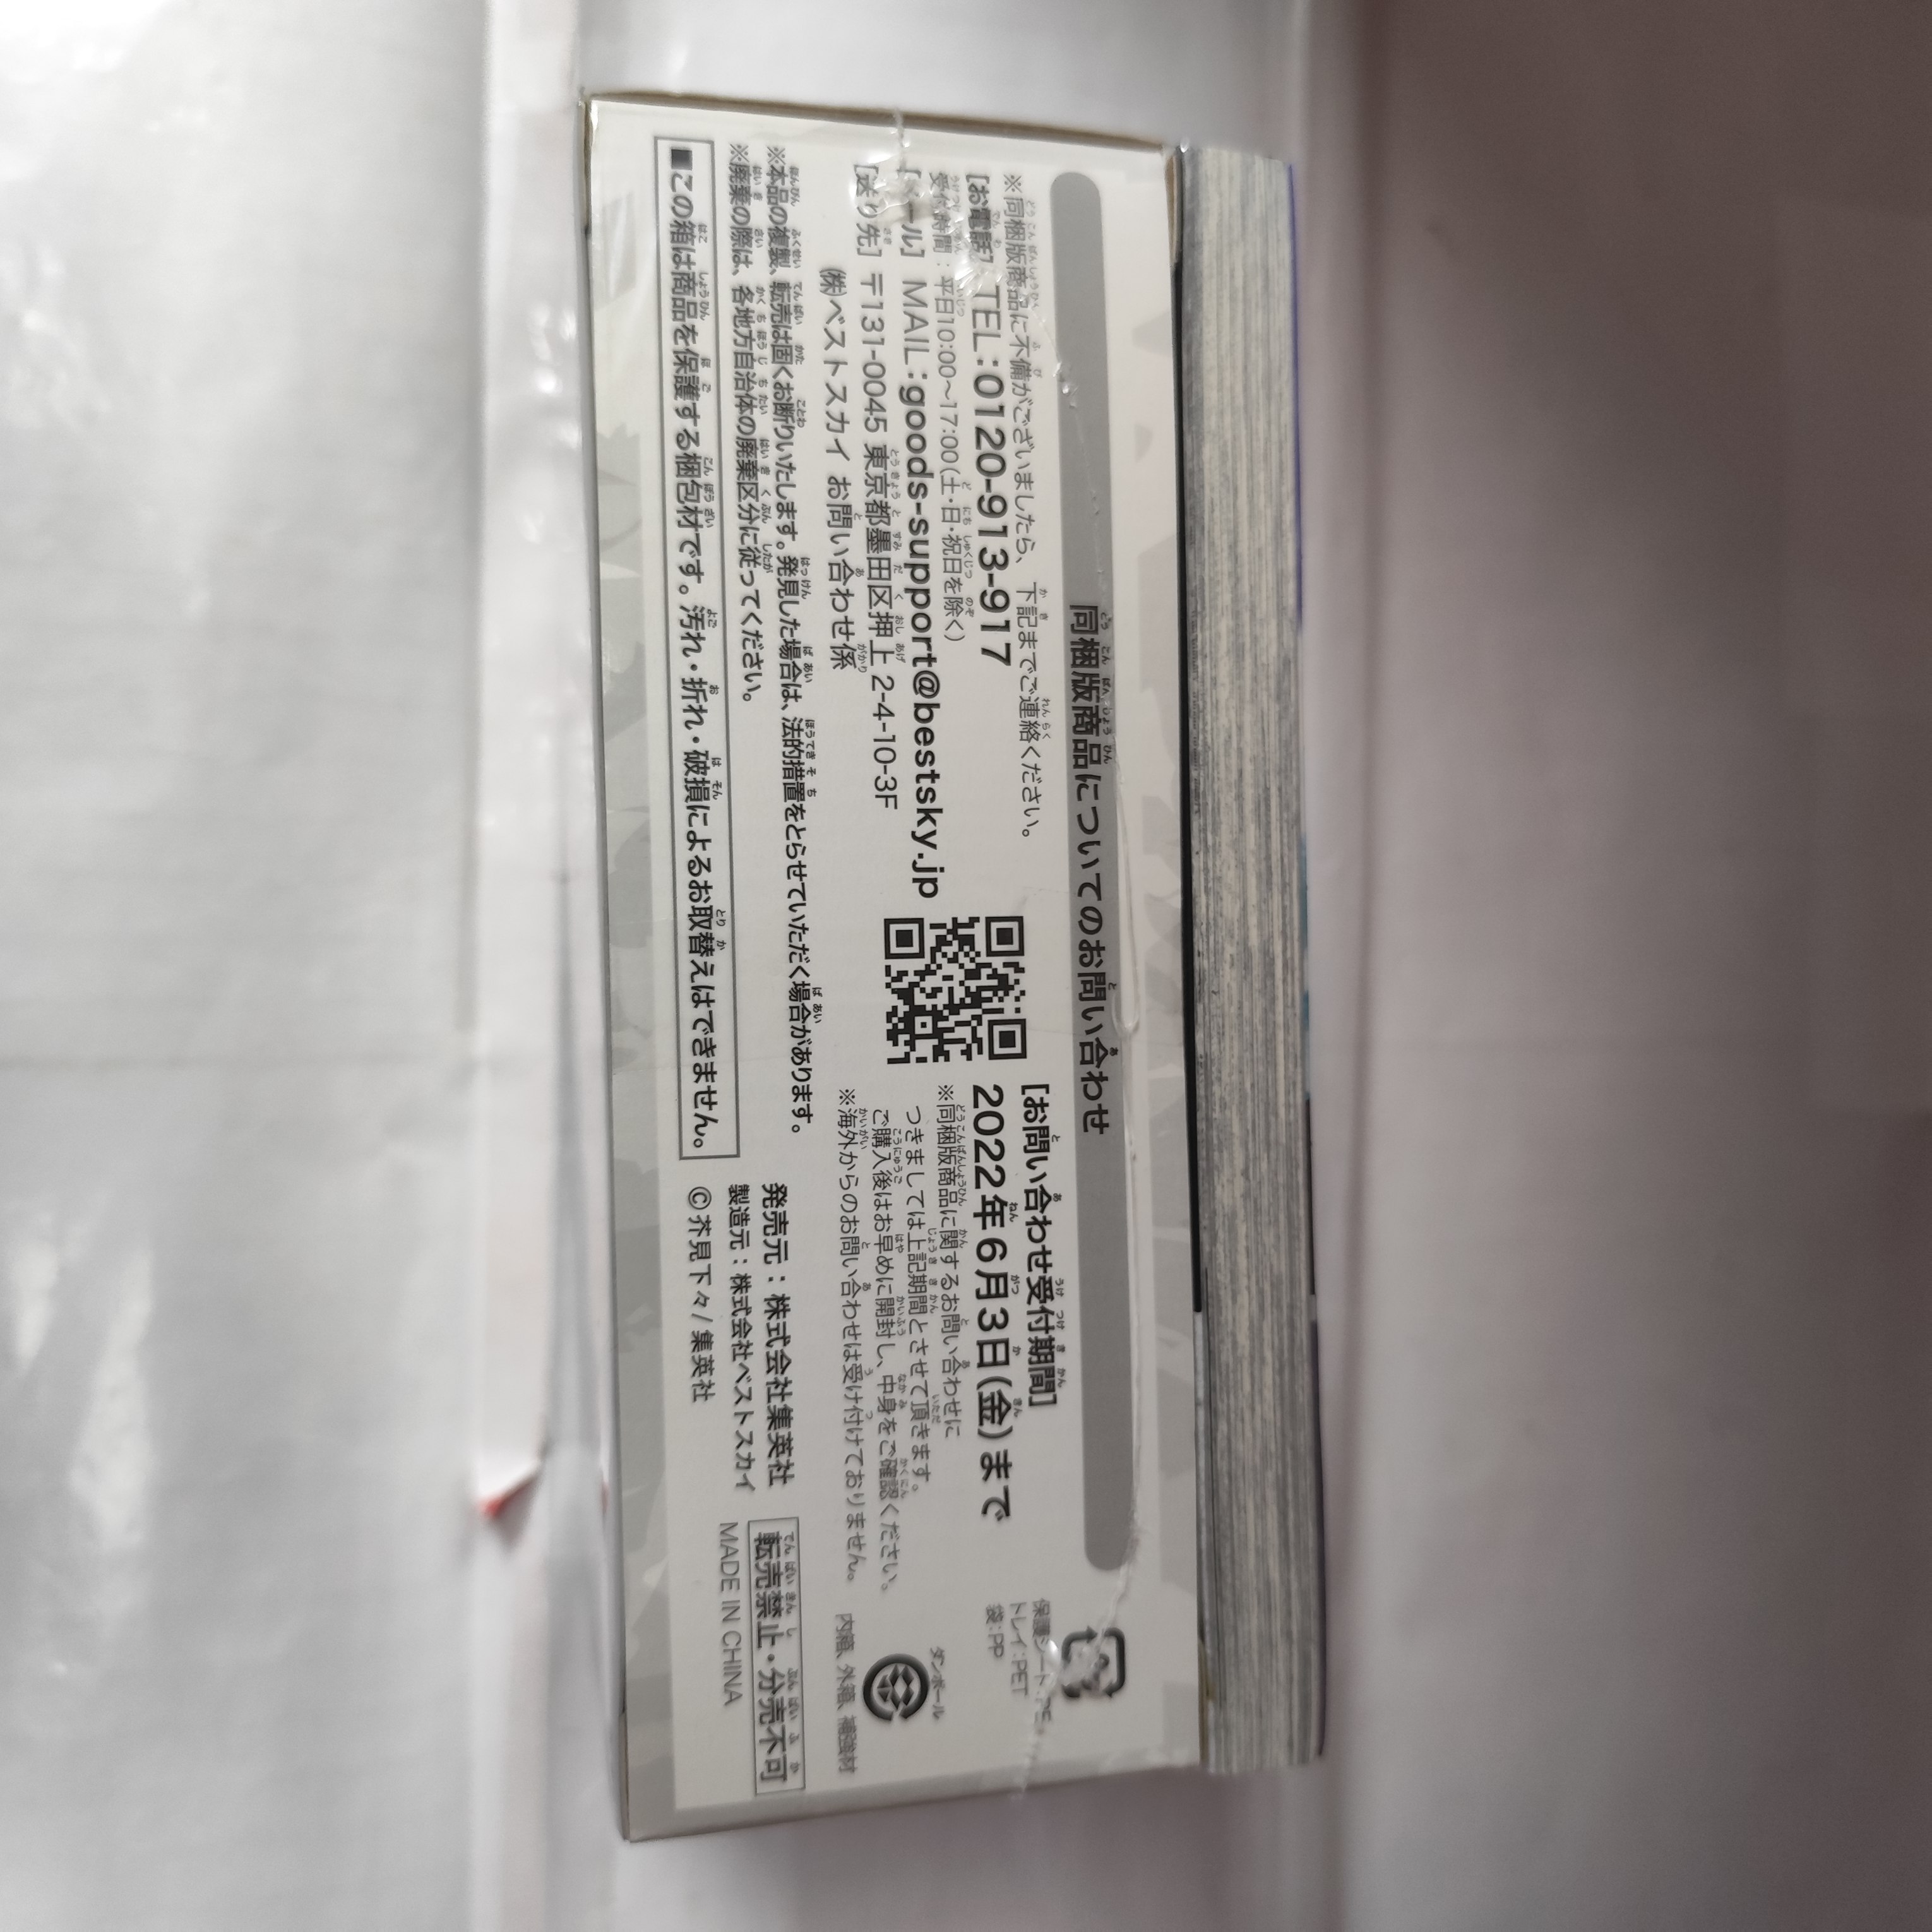 同梱版商品についてのお問い合わせ
※同梱版商品に不備がございましたら、下記までご連絡ください。
[お電話] TEL:0120-913-917
受付時間:平日10:00〜17:00(土・日・祝日を除く)
[メール] MAIL:goods-support@bestsky.jp
[送り先] 〒131-0045 東京都墨田区押上 2-4-10-3F
㈱ベストスカイ お問い合わせ係
[お問い合わせ受付期間]
2022年6月3日(金)まで
※同梱版商品に関するお問い合わせに
つきましては上記期間とさせて頂きます。
ご購入後はお早めに開封し、中身をご確認ください。
※海外からのお問い合わせは受け付けておりません。
※本品の複製、転売は固くお断りいたします。発見した場合は、法的措置をとらせていただく場合があります。
※廃棄の際は、各地方自治体の廃棄区分に従ってください。
■この箱は商品を保護する梱包材です。汚れ・折れ・破損によるお取替えはできません。
発売元:株式会社集英社
製造元:株式会社ベストスカイ
©芥見下々/集英社
転売禁止・分売不可
MADE IN CHINA
保護シート:PE、
トレイ:PET
袋:PP
ダンボール
内箱、外箱、補強材